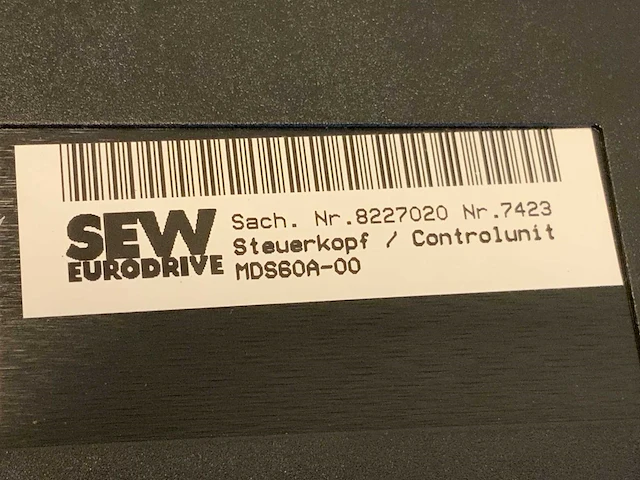 SEW
EURODRIVE
Sach. Nr.8227020 Nr.7423
Steuerkopf / Controlunit
MDS60A-00